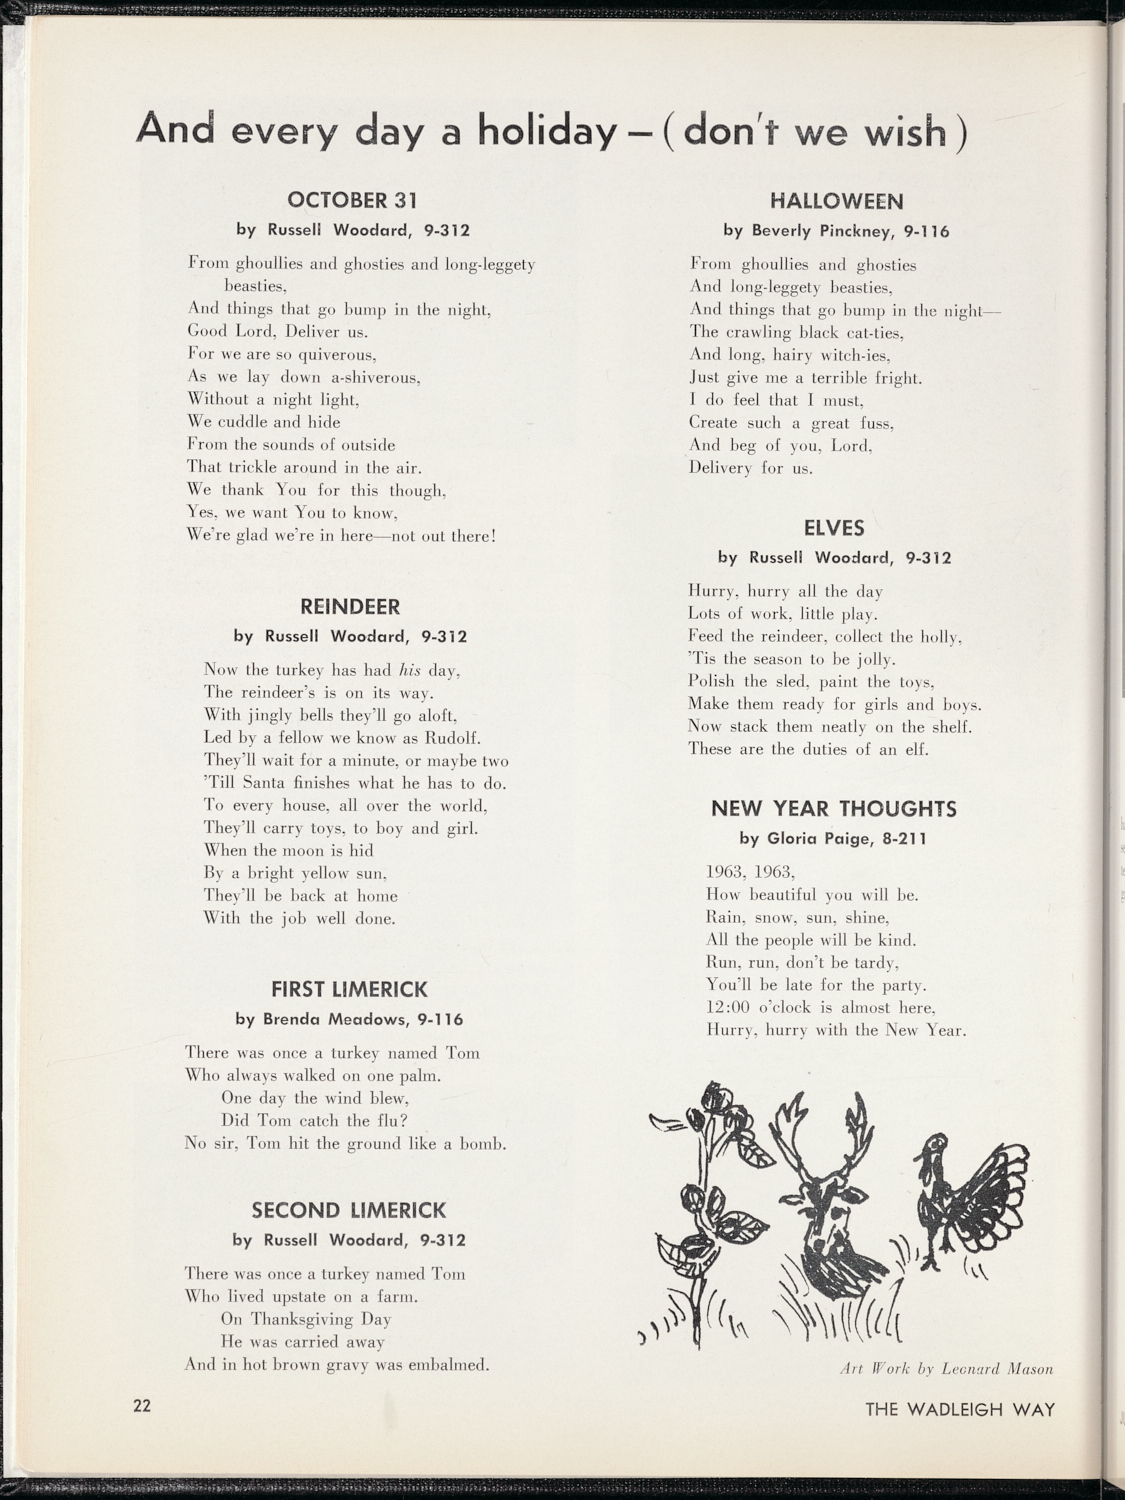 And every day a holiday – (don't we wish)
OCTOBER 31
by Russell Woodard, 9-312
From ghoullies and ghosties and long-leggety
beasties,
And things that go bump in the night,
Good Lord, Deliver us.
For we are so quiverous,
As we lay down a-shiverous,
Without a night light,
We cuddle and hide
From the sounds of outside
That trickle around in the air.
We thank You for this though,
Yes, we want You to know,
We're glad we're in here—not out there!
REINDEER
by Russell Woodard, 9-312
Now the turkey has had his day,
The reindeer's is on its way.
With jingly bells they'll go aloft,
Led by a fellow we know as Rudolf.
They'll wait for a minute, or maybe two
'Till Santa finishes what he has to do.
To every house, all over the world,
They'll carry toys, to boy and girl.
When the moon is hid
By a bright yellow sun,
They'll be back at home
With the job well done.
FIRST LIMERICK
by Brenda Meadows, 9-116
There was once a turkey named Tom
Who always walked on one palm.
One day the wind blew,
Did Tom catch the flu?
No sir, Tom hit the ground like a bomb.
SECOND LIMERICK
by Russell Woodard, 9-312
There was once a turkey named Tom
Who lived upstate on a farm.
On Thanksgiving Day
He was carried away
And in hot brown gravy was embalmed.
HALLOWEEN
by Beverly Pinckney, 9-116
From ghoullies and ghosties
And long-leggety beasties,
And things that go bump in the night—
The crawling black cat-ties,
And long, hairy witch-ies,
Just give me a terrible fright.
I do feel that I must,
Create such a great fuss,
And beg of you, Lord,
Delivery for us.
ELVES
by Russell Woodard, 9-312
Hurry, hurry all the day
Lots of work, little play.
Feed the reindeer, collect the holly,
'Tis the season to be jolly.
Polish the sled, paint the toys,
Make them ready for girls and boys.
Now stack them neatly on the shelf.
These are the duties of an elf.
NEW YEAR THOUGHTS
by Gloria Paige, 8-211
1963, 1963,
How beautiful you will be.
Rain, snow, sun, shine,
All the people will be kind.
Run, run, don't be tardy,
You'll be late for the party.
12:00 o'clock is almost here,
Hurry, hurry with the New Year.
Art Work by Leonard Mason
22
THE WADLEIGH WAY